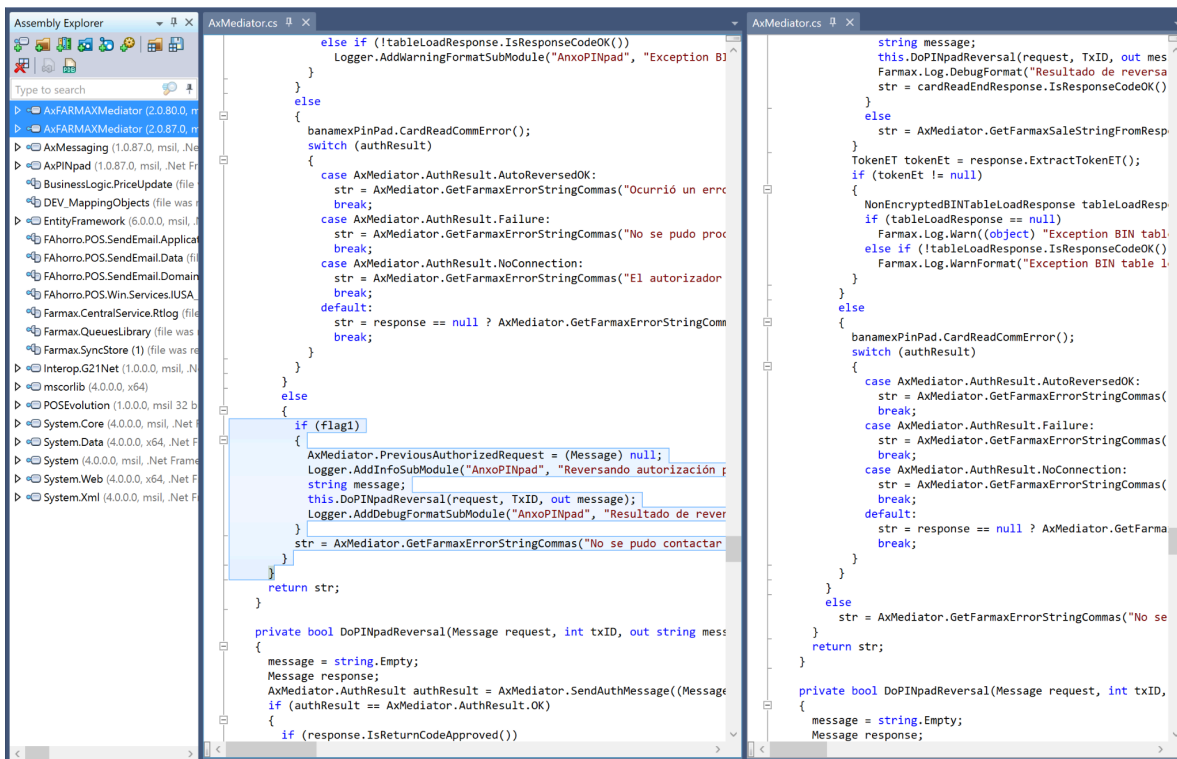 Assembly Explorer
Type to search
AxFARMAXMediator (2.0.80.0, m
AxFARMAXMediator (2.0.87.0, m
AxMessaging (1.0.87.0, msil, .Ne
AxPINpad (1.0.87.0, msil, .Net Fr
BusinessLogic.PriceUpdate (file
DEV_MappingObjects (file was r
EntityFramework (6.0.0.0, msil, .
FAhorro.POS.SendEmail.Applicat
FAhorro.POS.SendEmail.Data (fil
FAhorro.POS.SendEmail.Domain
FAhorro.POS.Win.Services.IUSA_
Farmax.CentralService.Rtlog (file
Farmax.QueuesLibrary (file was
Farmax.SyncStore (1) (file was re
Interop.G21Net (1.0.0.0, msil, .N
mscorlib (4.0.0.0, x64)
POSEvolution (1.0.0.0, msil 32 b
System.Core (4.0.0.0, msil, .Net F
System.Data (4.0.0.0, x64, .Net F
System (4.0.0.0, msil, .Net Frame
System.Web (4.0.0.0, x64, .Net F
System.Xml (4.0.0.0, msil, .Net F
AxMediator.cs
else if (!tableLoadResponse.IsResponseCodeOK())
Logger.AddWarningFormatSubModule("AnxoPINpad", "Exception BI
}
}
else
{
banamexPinPad.CardReadCommError();
switch (authResult)
{
case AxMediator.AuthResult.AutoReversedOK:
str = AxMediator.GetFarmaxErrorStringCommas("Ocurrió un erro
break;
case AxMediator.AuthResult.Failure:
str = AxMediator.GetFarmaxErrorStringCommas("No se pudo proc
break;
case AxMediator.AuthResult.NoConnection:
str = AxMediator.GetFarmaxErrorStringCommas("El autorizador
break;
default:
str = response == null ? AxMediator.GetFarmaxErrorStringComm
break;
}
}
}
else
{
if (flag1)
{
AxMediator.PreviousAuthorizedRequest = (Message) null;
Logger.AddInfoSubModule("AnxoPINpad", "Reversando autorización p
string message;
this.DoPINpadReversal(request, TxID, out message);
Logger.AddDebugFormatSubModule("AnxoPINpad", "Resultado de rever
}
str = AxMediator.GetFarmaxErrorStringCommas("No se pudo contactar
}
}
return str;
}
private bool DoPINpadReversal(Message request, int txID, out string mess
{
message = string.Empty;
Message response;
AxMediator.AuthResult authResult = AxMediator.SendAuthMessage((Message
if (authResult == AxMediator.AuthResult.OK)
{
if (response.IsReturnCodeApproved())
AxMediator.cs
string message;
this.DoPINpadReversal(request, TxID, out mes
Farmax.Log.DebugFormat("Resultado de reversa
str = cardReadEndResponse.IsResponseCodeOK()
}
else
str = AxMediator.GetFarmaxSaleStringFromResp
}
TokenET tokenEt = response.ExtractTokenET();
if (tokenEt != null)
{
NonEncryptedBINTableLoadResponse tableLoadResp
if (tableLoadResponse == null)
Farmax.Log.Warn((object) "Exception BIN tabl
else if (!tableLoadResponse.IsResponseCodeOK()
Farmax.Log.WarnFormat("Exception BIN table l
}
}
else
{
banamexPinPad.CardReadCommError();
switch (authResult)
{
case AxMediator.AuthResult.AutoReversedOK:
str = AxMediator.GetFarmaxErrorStringCommas(
break;
case AxMediator.AuthResult.Failure:
str = AxMediator.GetFarmaxErrorStringCommas(
break;
case AxMediator.AuthResult.NoConnection:
str = AxMediator.GetFarmaxErrorStringCommas(
break;
default:
str = response == null ? AxMediator.GetFarma
break;
}
}
}
else
str = AxMediator.GetFarmaxErrorStringCommas("No se
}
return str;
}
private bool DoPINpadReversal(Message request, int txID,
{
message = string.Empty;
Message response;